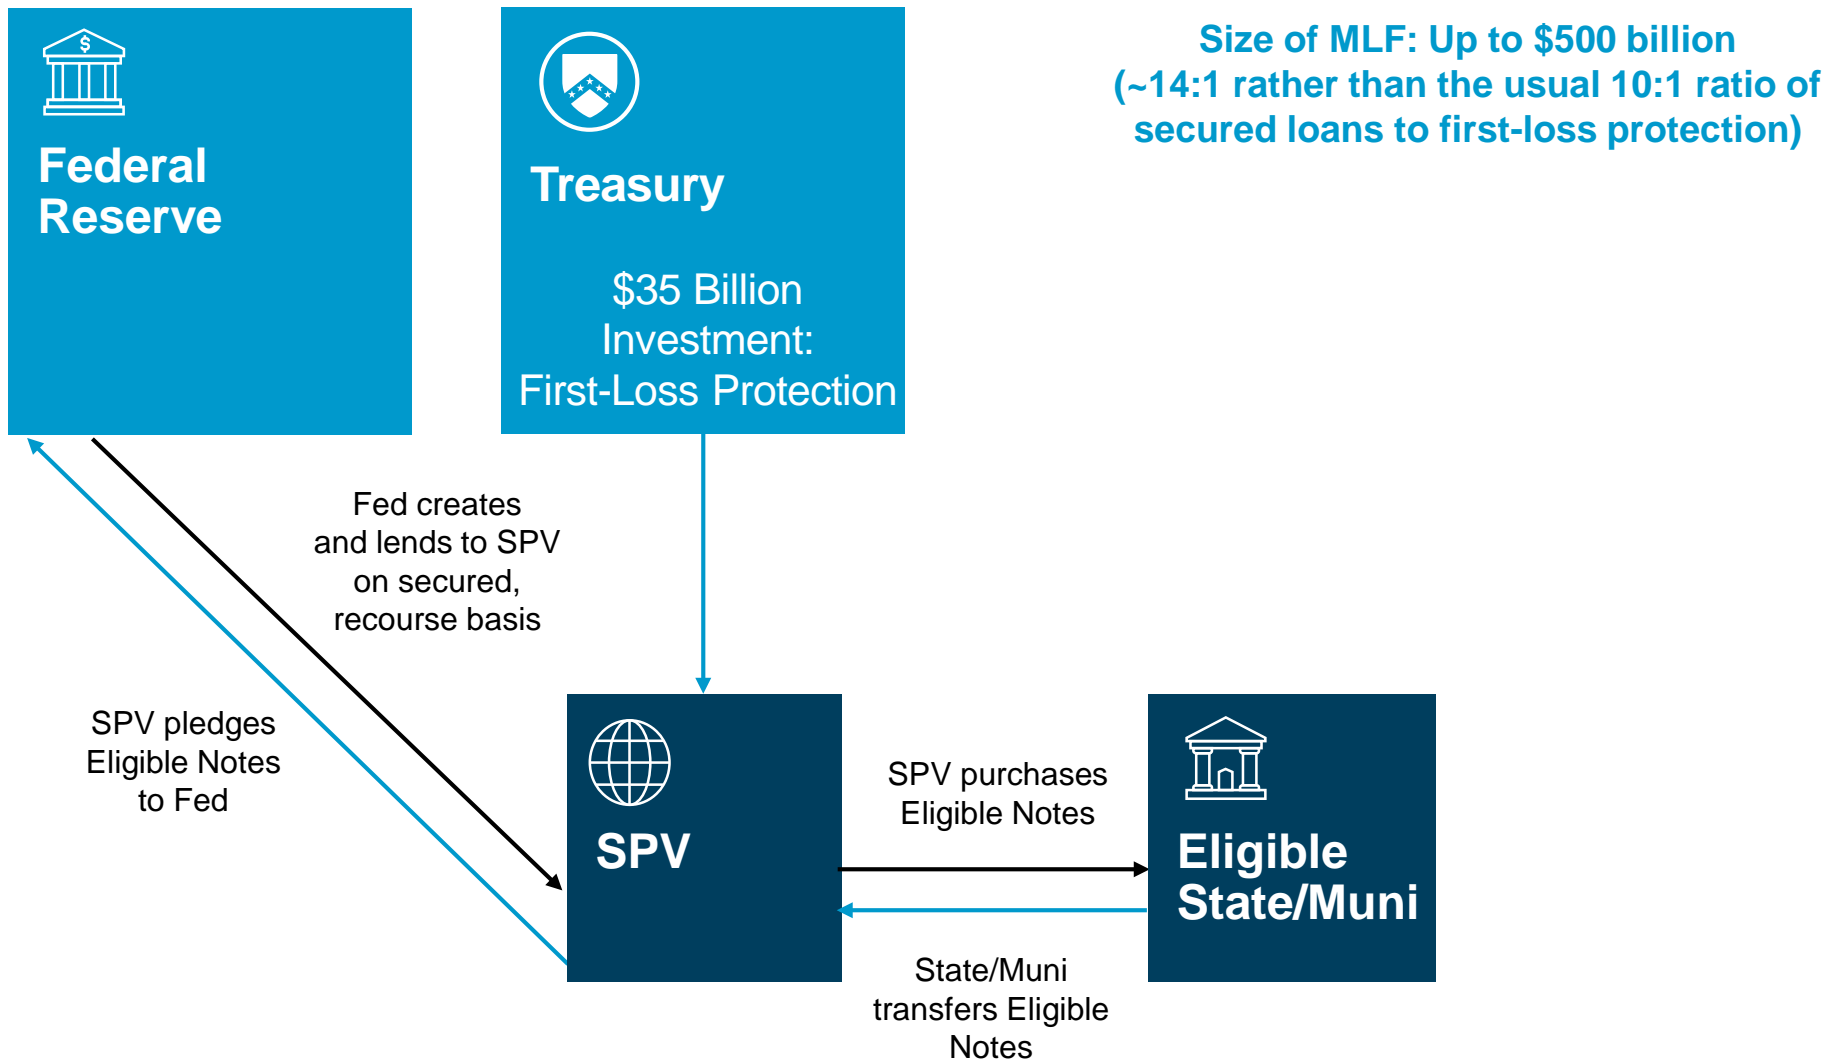 $
Federal
Reserve
Treasury
$35 Billion
Investment:
First-Loss Protection
Size of MLF: Up to $500 billion
(~14:1 rather than the usual 10:1 ratio of
secured loans to first-loss protection)
Fed creates
and lends to SPV
on secured,
recourse basis
SPV pledges
Eligible Notes
to Fed
SPV
SPV purchases
Eligible Notes
Eligible
State/Muni
State/Muni
transfers Eligible
Notes